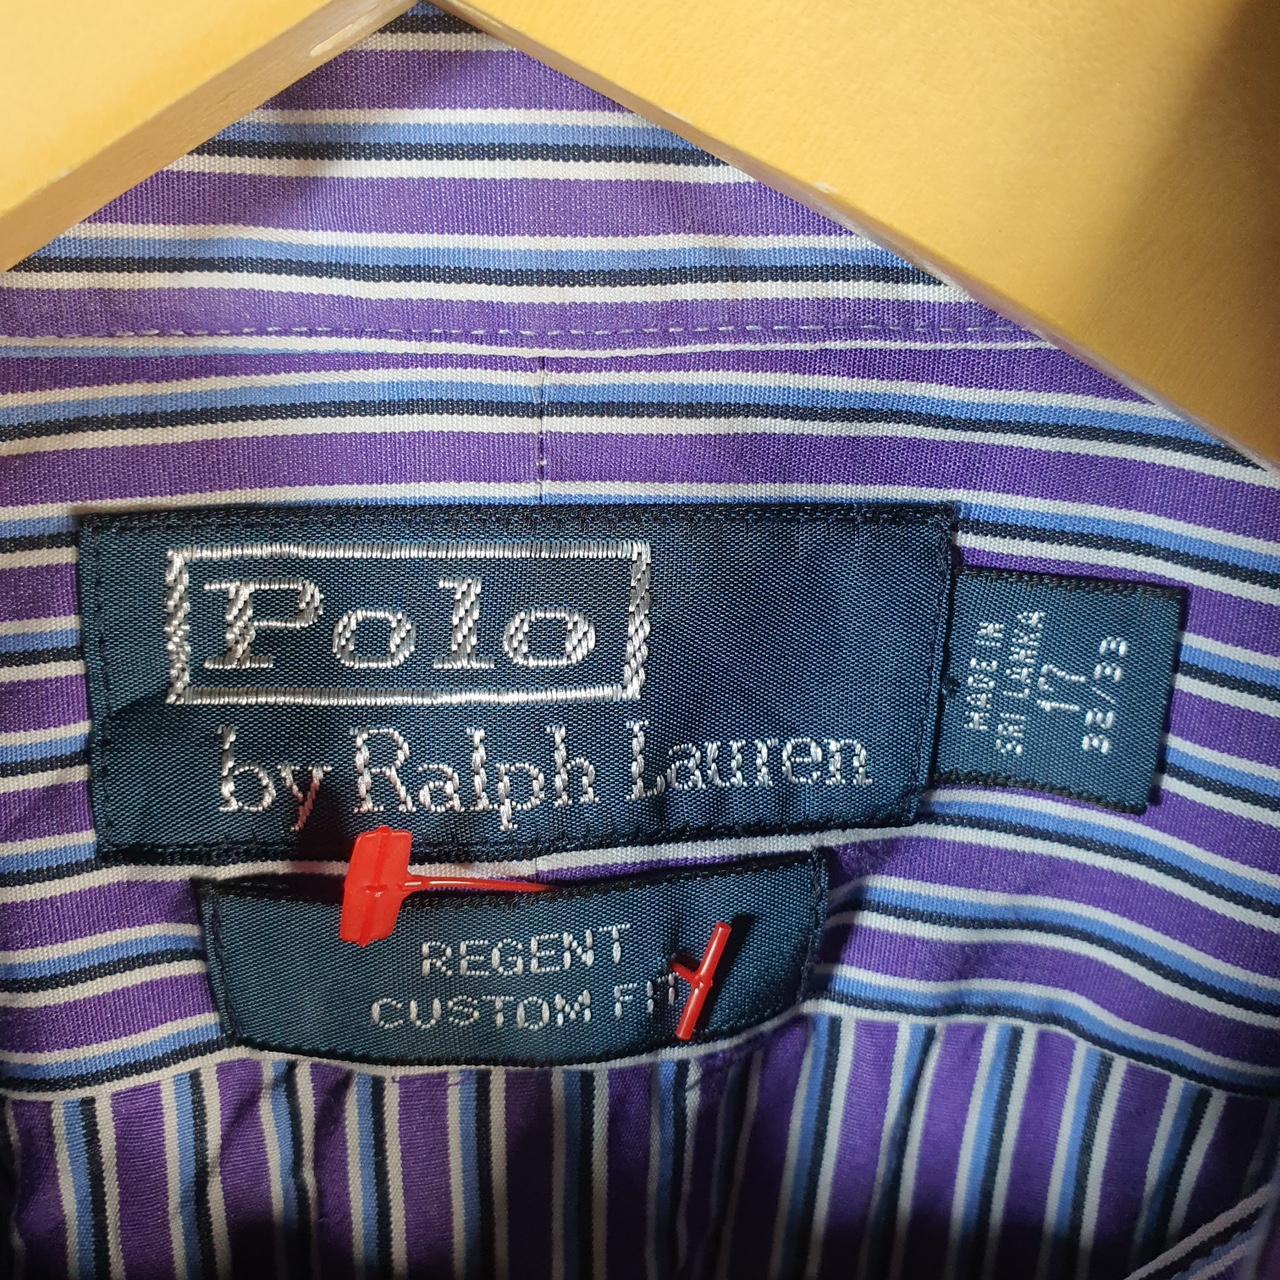 Polo
by Ralph Lauren
MADE IN
SRI LANKA
17
32/33
REGENT
CUSTOM FIT